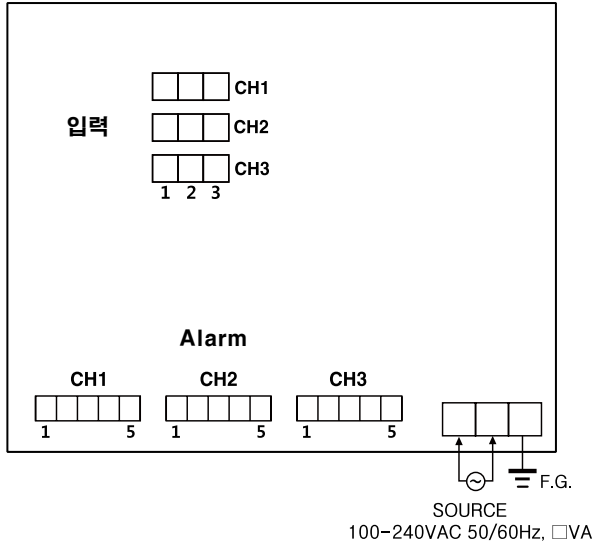 CH1
입력 CH2
CH3
1 2 3
Alarm
CH1 CH2 CH3
1 5 1 5 1 5
F.G.
SOURCE
100-240VAC 50/60Hz, □VA